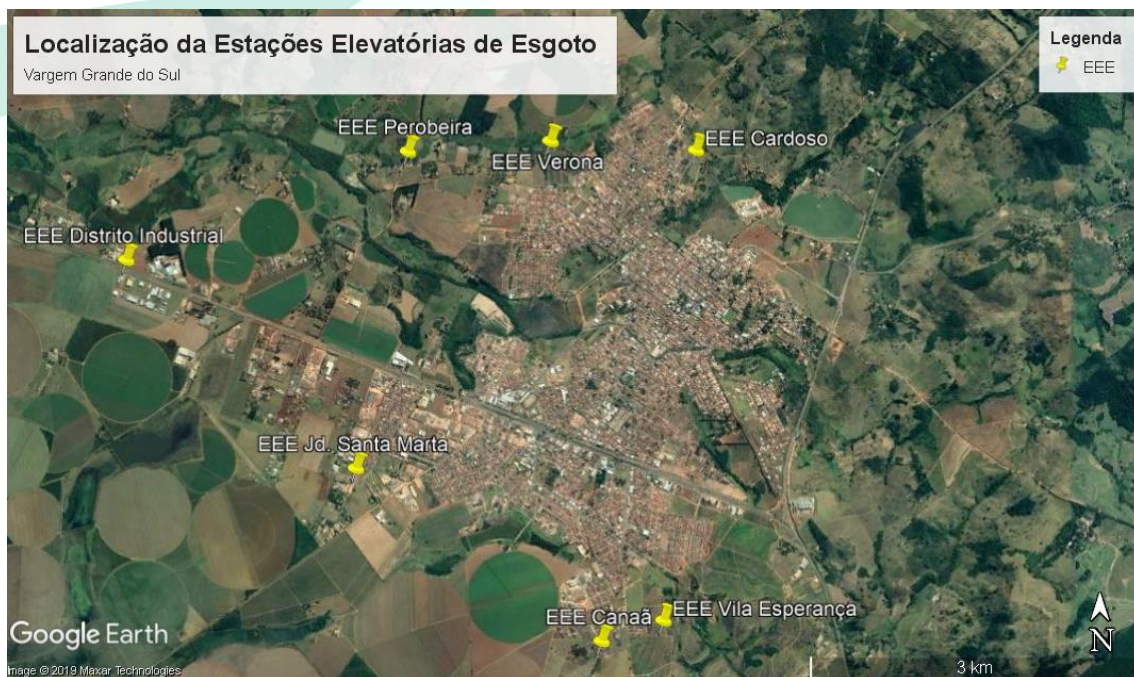 Localização da Estações Elevatórias de Esgoto
Vargem Grande do Sul
Legenda
EEE
EEE Perobeira
EEE Verona
EEE Cardoso
EEE Distrito Industrial
EEE Jd. Santa Marta
EEE Canaã
EEE Vila Esperança
Google Earth
N
Image © 2019 Maxar Technologies
3 km